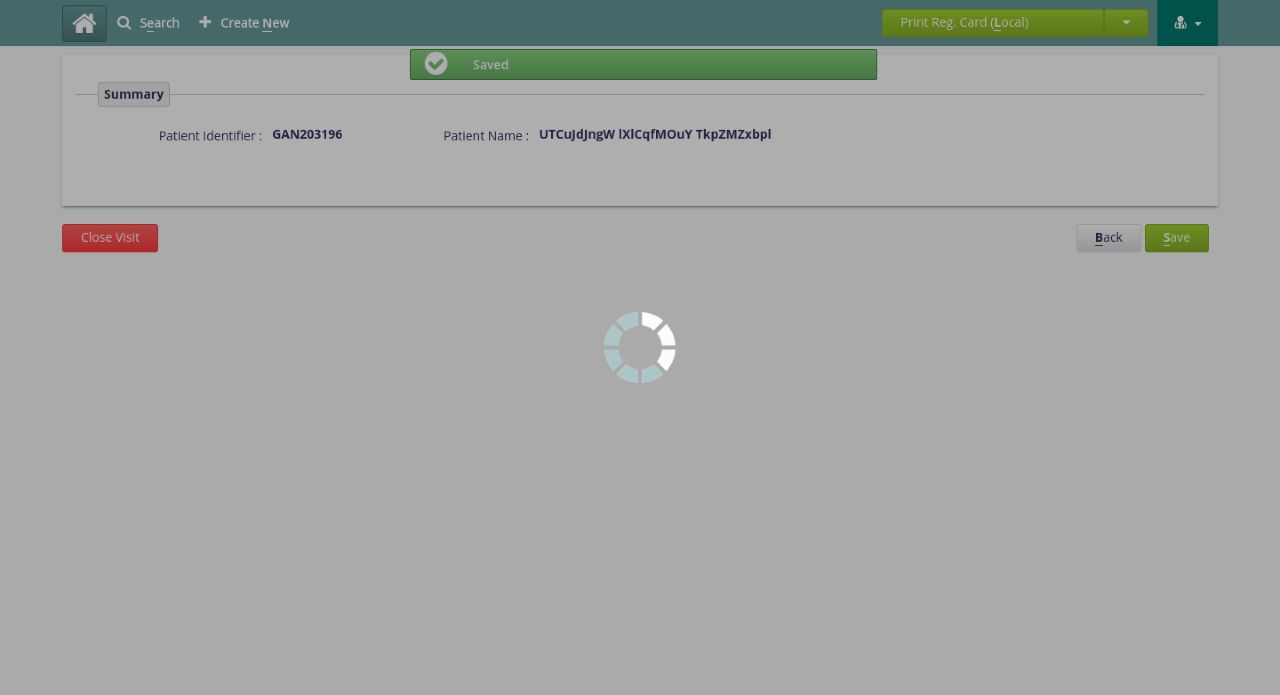 Search
Create New
Print Reg. Card (Local)
Saved
Summary
Patient Identifier : GAN203196
Patient Name : UTCuJdJngW lXlCqfMOuY TkpZMZxbpl
Close Visit
Back
Save